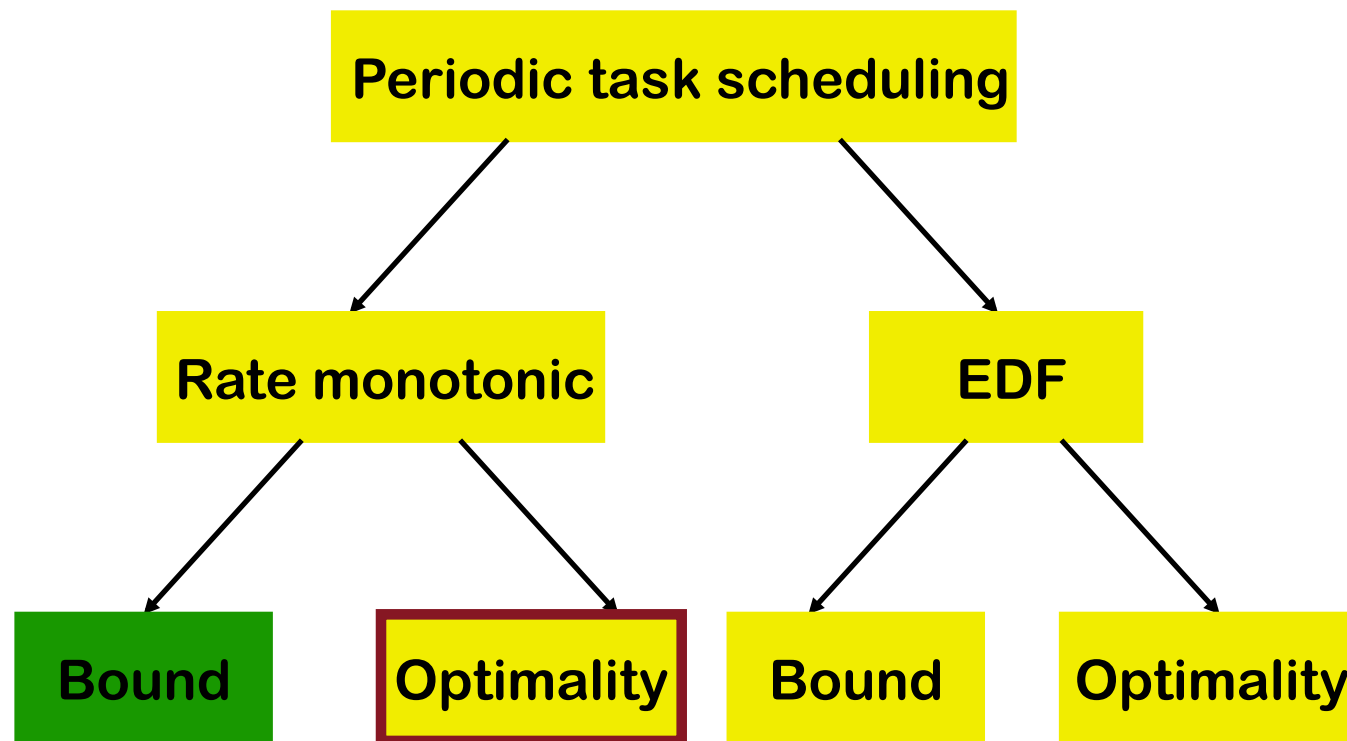 Periodic task scheduling
Rate monotonic
EDF
Bound
Optimality
Bound
Optimality